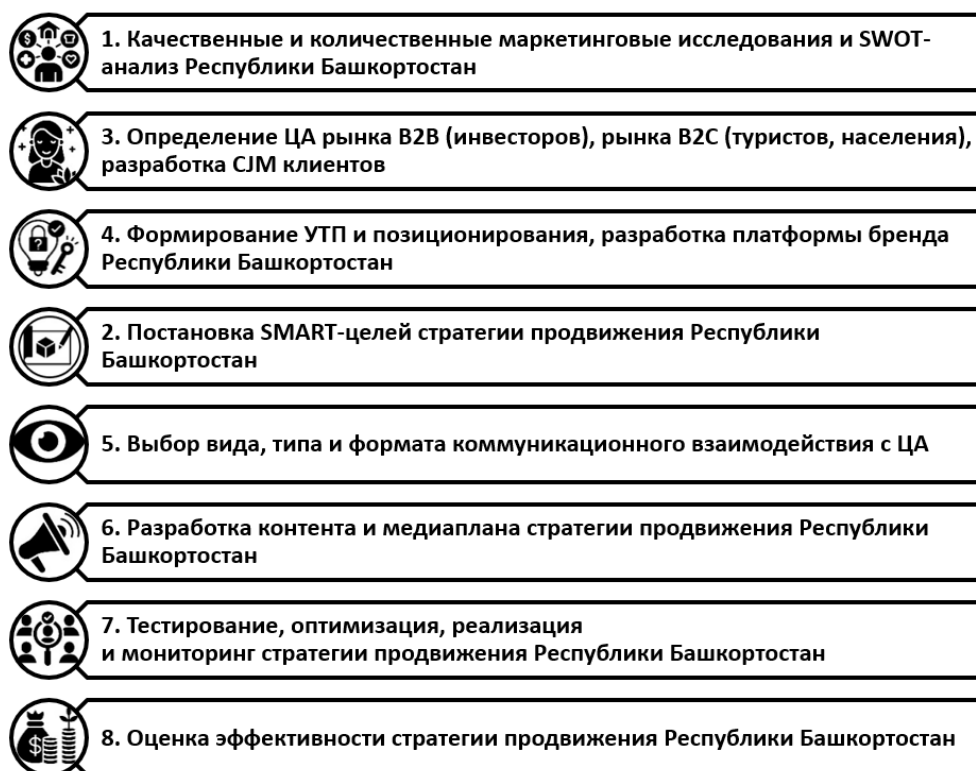 1. Качественные и количественные маркетинговые исследования и SWOT-
анализ Республики Башкортостан
3. Определение ЦА рынка B2B (инвесторов), рынка B2C (туристов, населения),
разработка CJM клиентов
4. Формирование УТП и позиционирования, разработка платформы бренда
Республики Башкортостан
2. Постановка SMART-целей стратегии продвижения Республики
Башкортостан
5. Выбор вида, типа и формата коммуникационного взаимодействия с ЦА
6. Разработка контента и медиаплана стратегии продвижения Республики
Башкортостан
7. Тестирование, оптимизация, реализация
и мониторинг стратегии продвижения Республики Башкортостан
8. Оценка эффективности стратегии продвижения Республики Башкортостан